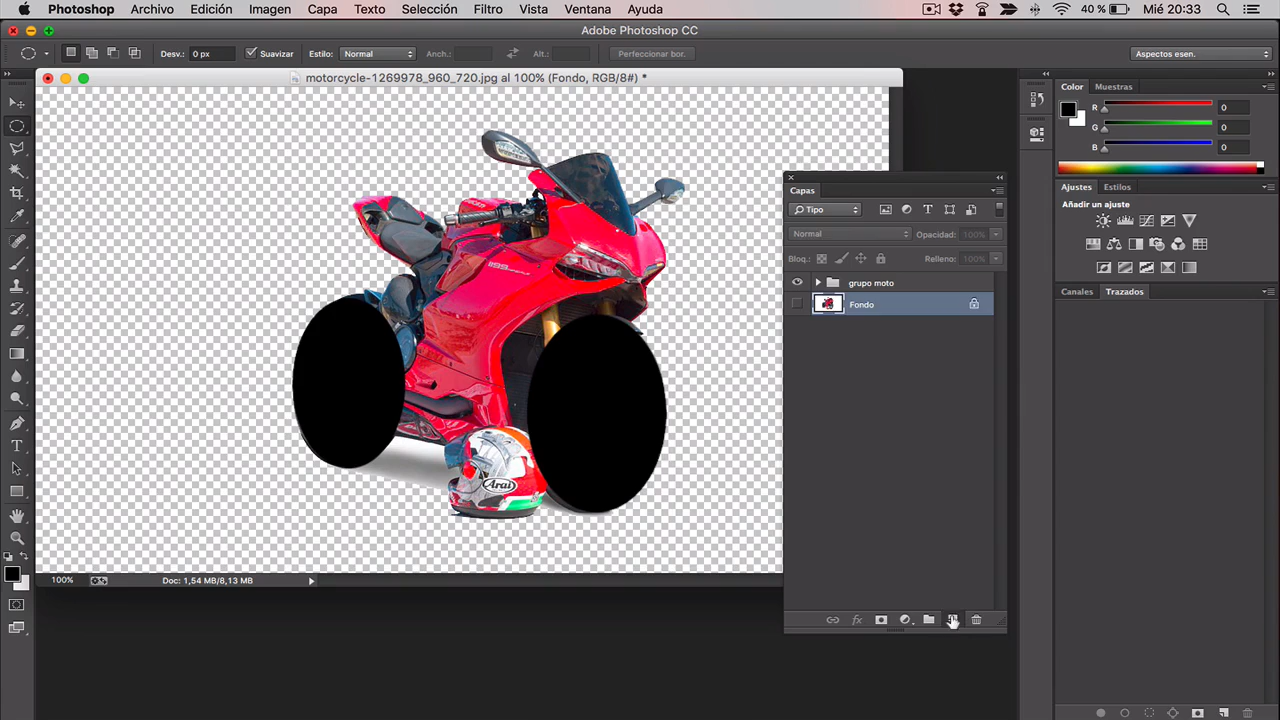 Photoshop Archivo Edición Imagen Capa Texto Selección Filtro Vista Ventana Ayuda 40 % Mié 20:33
Adobe Photoshop CC
Desv.: 0 px Suavizar Estilo: Normal Anch.: Alt.: Perfeccionar borde... Aspectos esen.
motorcycle-1269978_960_720.jpg al 100% (Fondo, RGB/8#) *
Color Muestras
R 0
G 0
B 0
Capas
Ajustes Estilos
Tipo
Añadir un ajuste
Normal Opacidad: 100%
Bloq.: Relleno: 100%
grupo moto
Canales Trazados
Fondo
Arai
100% Doc: 1,54 MB/8,13 MB
fx